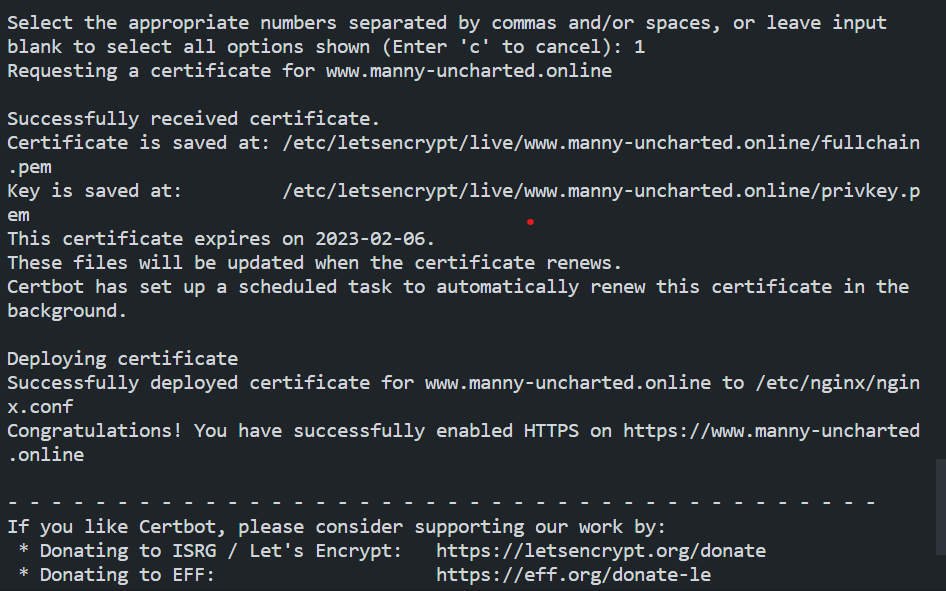 Select the appropriate numbers separated by commas and/or spaces, or leave input
blank to select all options shown (Enter 'c' to cancel): 1
Requesting a certificate for www.manny-uncharted.online
Successfully received certificate.
Certificate is saved at: /etc/letsencrypt/live/www.manny-uncharted.online/fullchain
.pem
Key is saved at:         /etc/letsencrypt/live/www.manny-uncharted.online/privkey.p
em
This certificate expires on 2023-02-06.
These files will be updated when the certificate renews.
Certbot has set up a scheduled task to automatically renew this certificate in the
background.
Deploying certificate
Successfully deployed certificate for www.manny-uncharted.online to /etc/nginx/ngin
x.conf
Congratulations! You have successfully enabled HTTPS on https://www.manny-uncharted
.online
- - - - - - - - - - - - - - - - - - - - - - - - - - - - - - - - - - - - - - - -
If you like Certbot, please consider supporting our work by:
 * Donating to ISRG / Let's Encrypt:   https://letsencrypt.org/donate
 * Donating to EFF:                    https://eff.org/donate-le